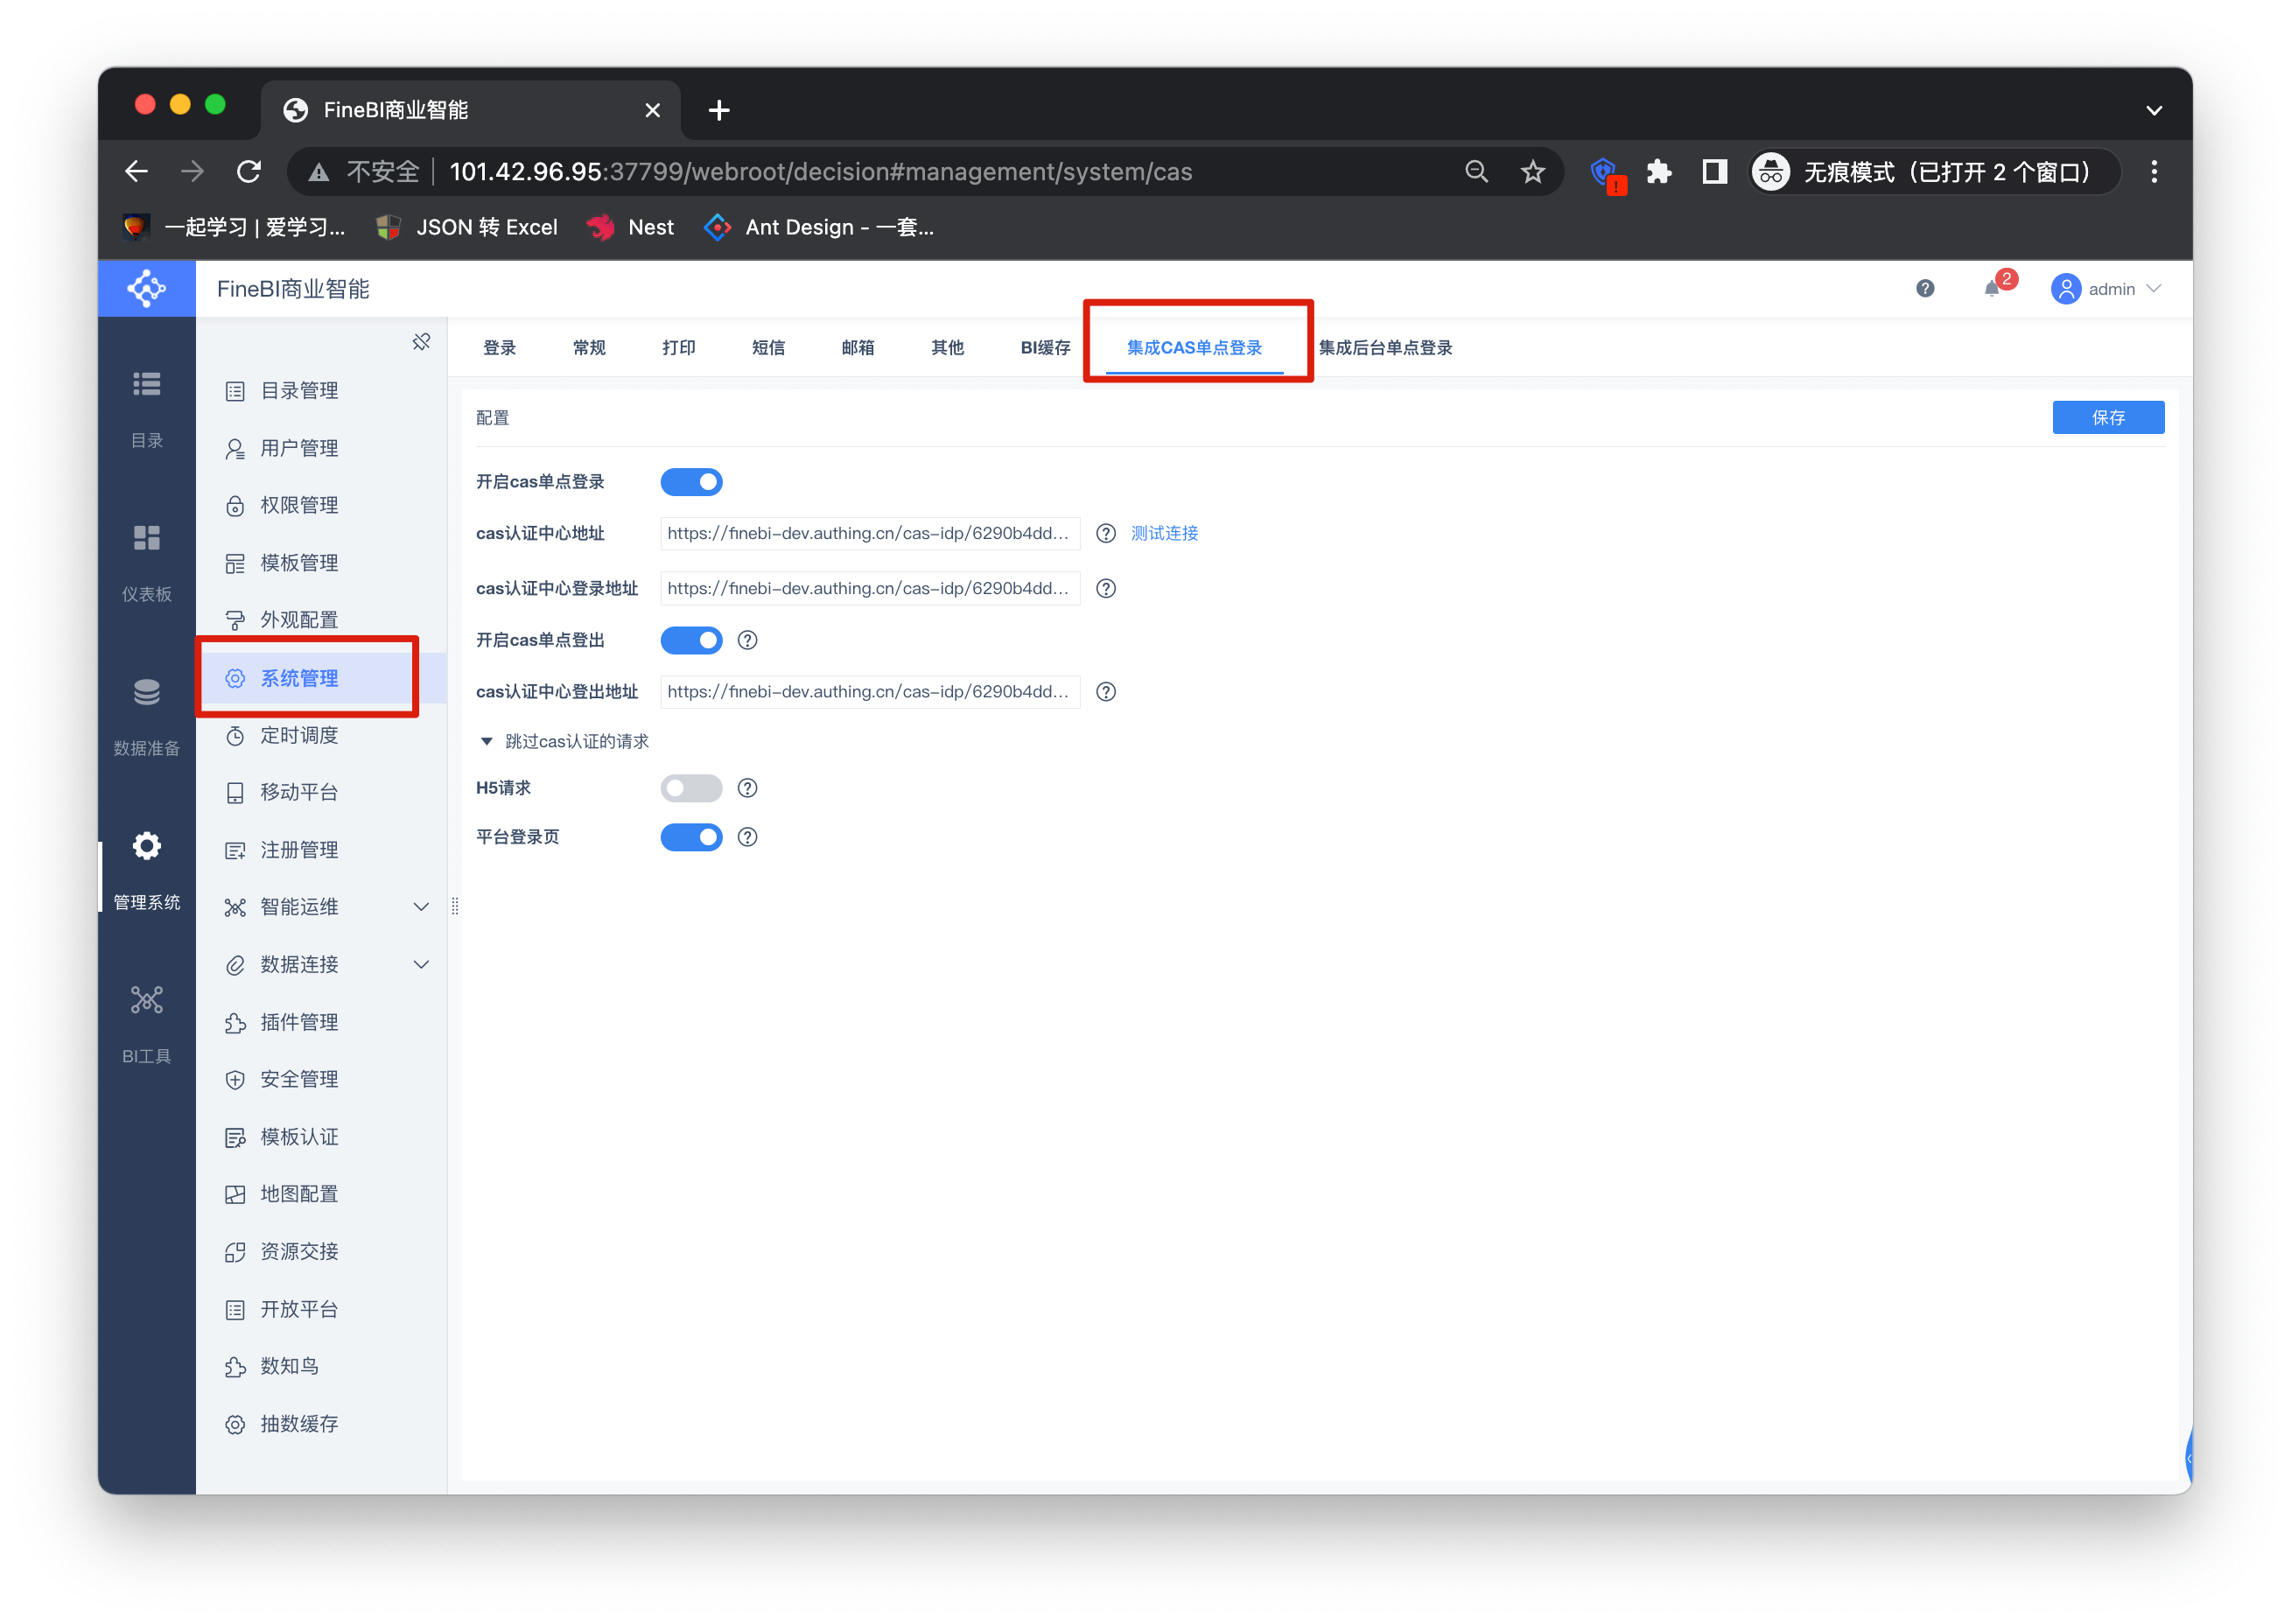 FineBI商业智能
不安全 101.42.96.95:37799/webroot/decision#management/system/cas
无痕模式（已打开 2 个窗口）
一起学习 | 爱学习...
JSON 转 Excel
Nest
Ant Design - 一套...
FineBI商业智能
2
admin
目录
仪表板
数据准备
管理系统
BI工具
目录管理
用户管理
权限管理
模板管理
外观配置
系统管理
定时调度
移动平台
注册管理
智能运维
数据连接
插件管理
安全管理
模板认证
地图配置
资源交接
开放平台
数知鸟
抽数缓存
登录 常规 打印 短信 邮箱 其他 BI缓存 集成CAS单点登录 集成后台单点登录
配置 保存
开启cas单点登录
cas认证中心地址 https://finebi-dev.authing.cn/cas-idp/6290b4dd... 测试连接
cas认证中心登录地址 https://finebi-dev.authing.cn/cas-idp/6290b4dd...
开启cas单点登出
cas认证中心登出地址 https://finebi-dev.authing.cn/cas-idp/6290b4dd...
跳过cas认证的请求
H5请求
平台登录页